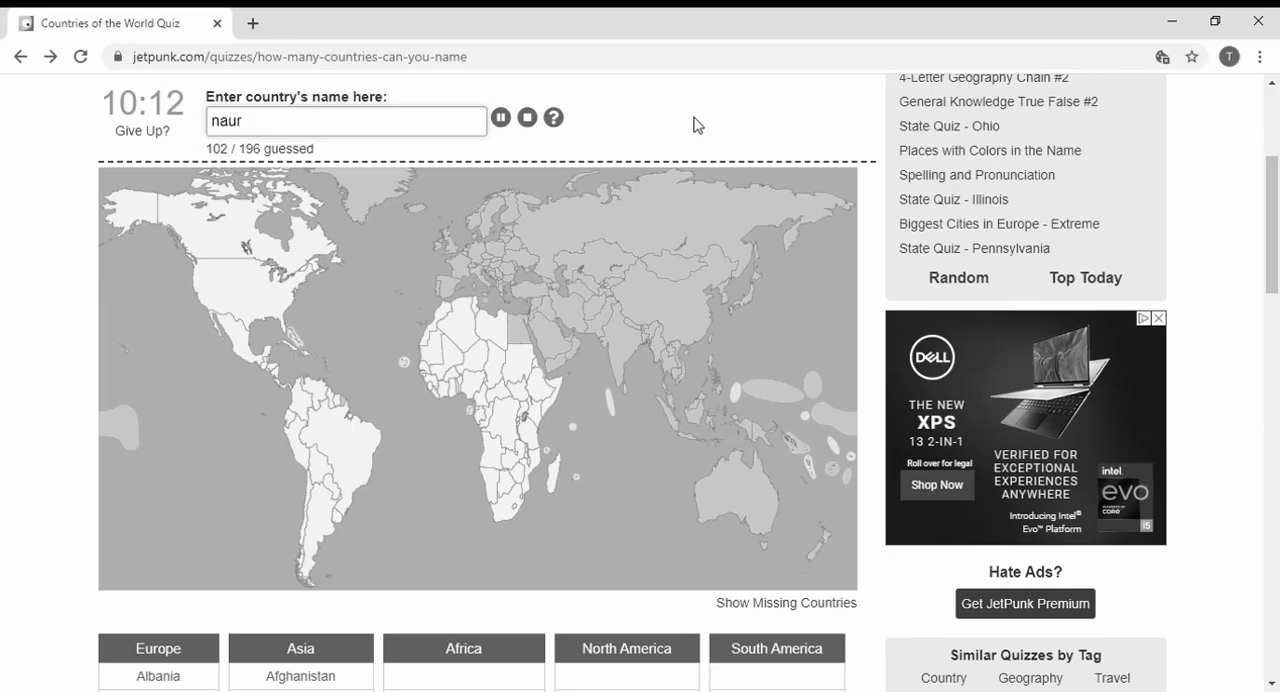 Countries of the World Quiz
jetpunk.com/quizzes/how-many-countries-can-you-name
T
10:12
Give Up?
Enter country's name here:
naur
102 / 196 guessed
4-Letter Geography Chain #2
General Knowledge True False #2
State Quiz - Ohio
Places with Colors in the Name
Spelling and Pronunciation
State Quiz - Illinois
Biggest Cities in Europe - Extreme
State Quiz - Pennsylvania
Random Top Today
DELL
THE NEW
XPS
13 2-IN-1
Roll over for legal
Shop Now
VERIFIED FOR
EXCEPTIONAL
EXPERIENCES
ANYWHERE
Introducing Intel®
Evo™ Platform
intel.
evo
POWERED BY
CORE
i5
Hate Ads?
Get JetPunk Premium
Show Missing Countries
Europe Asia Africa North America South America
Albania Afghanistan
Similar Quizzes by Tag
Country Geography Travel